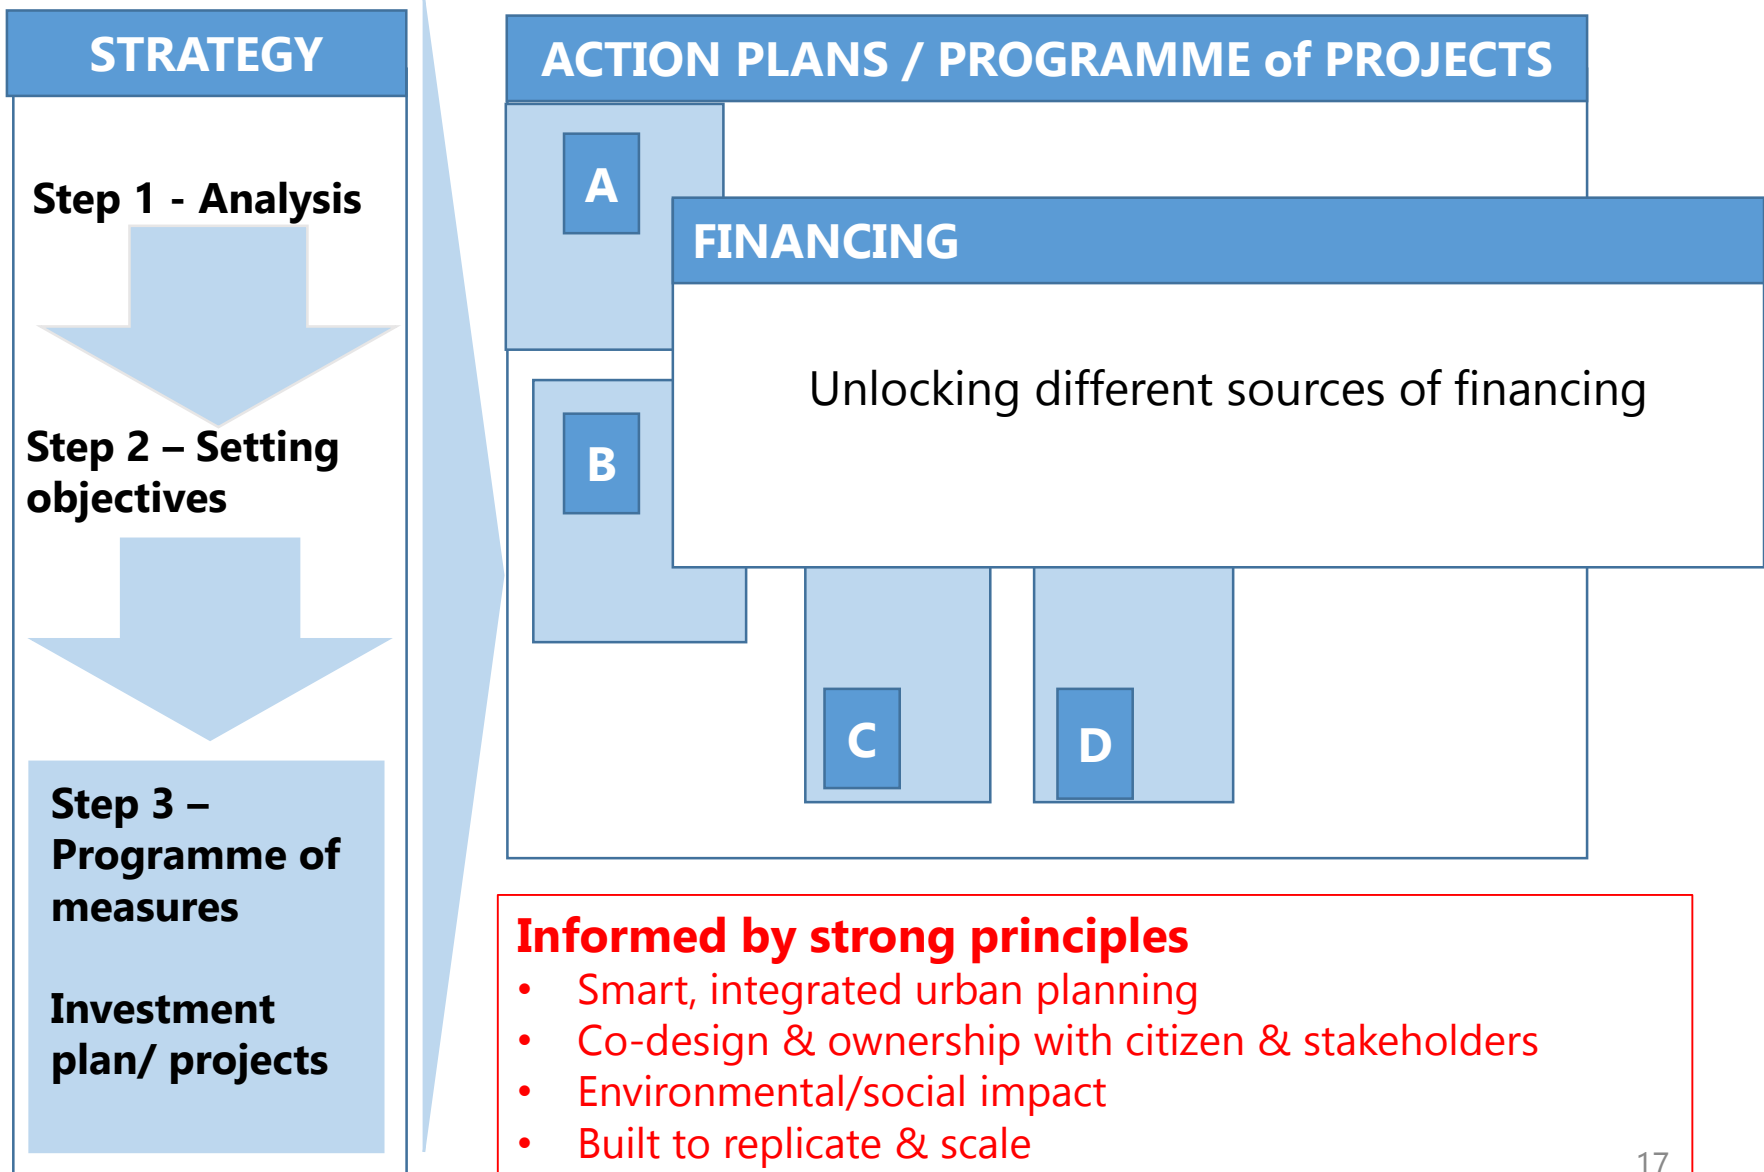 STRATEGY
Step 1 - Analysis
Step 2 – Setting
objectives
Step 3 –
Programme of
measures
Investment
plan/ projects
ACTION PLANS / PROGRAMME of PROJECTS
A
FINANCING
Unlocking different sources of financing
B
C
D
Informed by strong principles
• Smart, integrated urban planning
• Co-design & ownership with citizen & stakeholders
• Environmental/social impact
• Built to replicate & scale
17